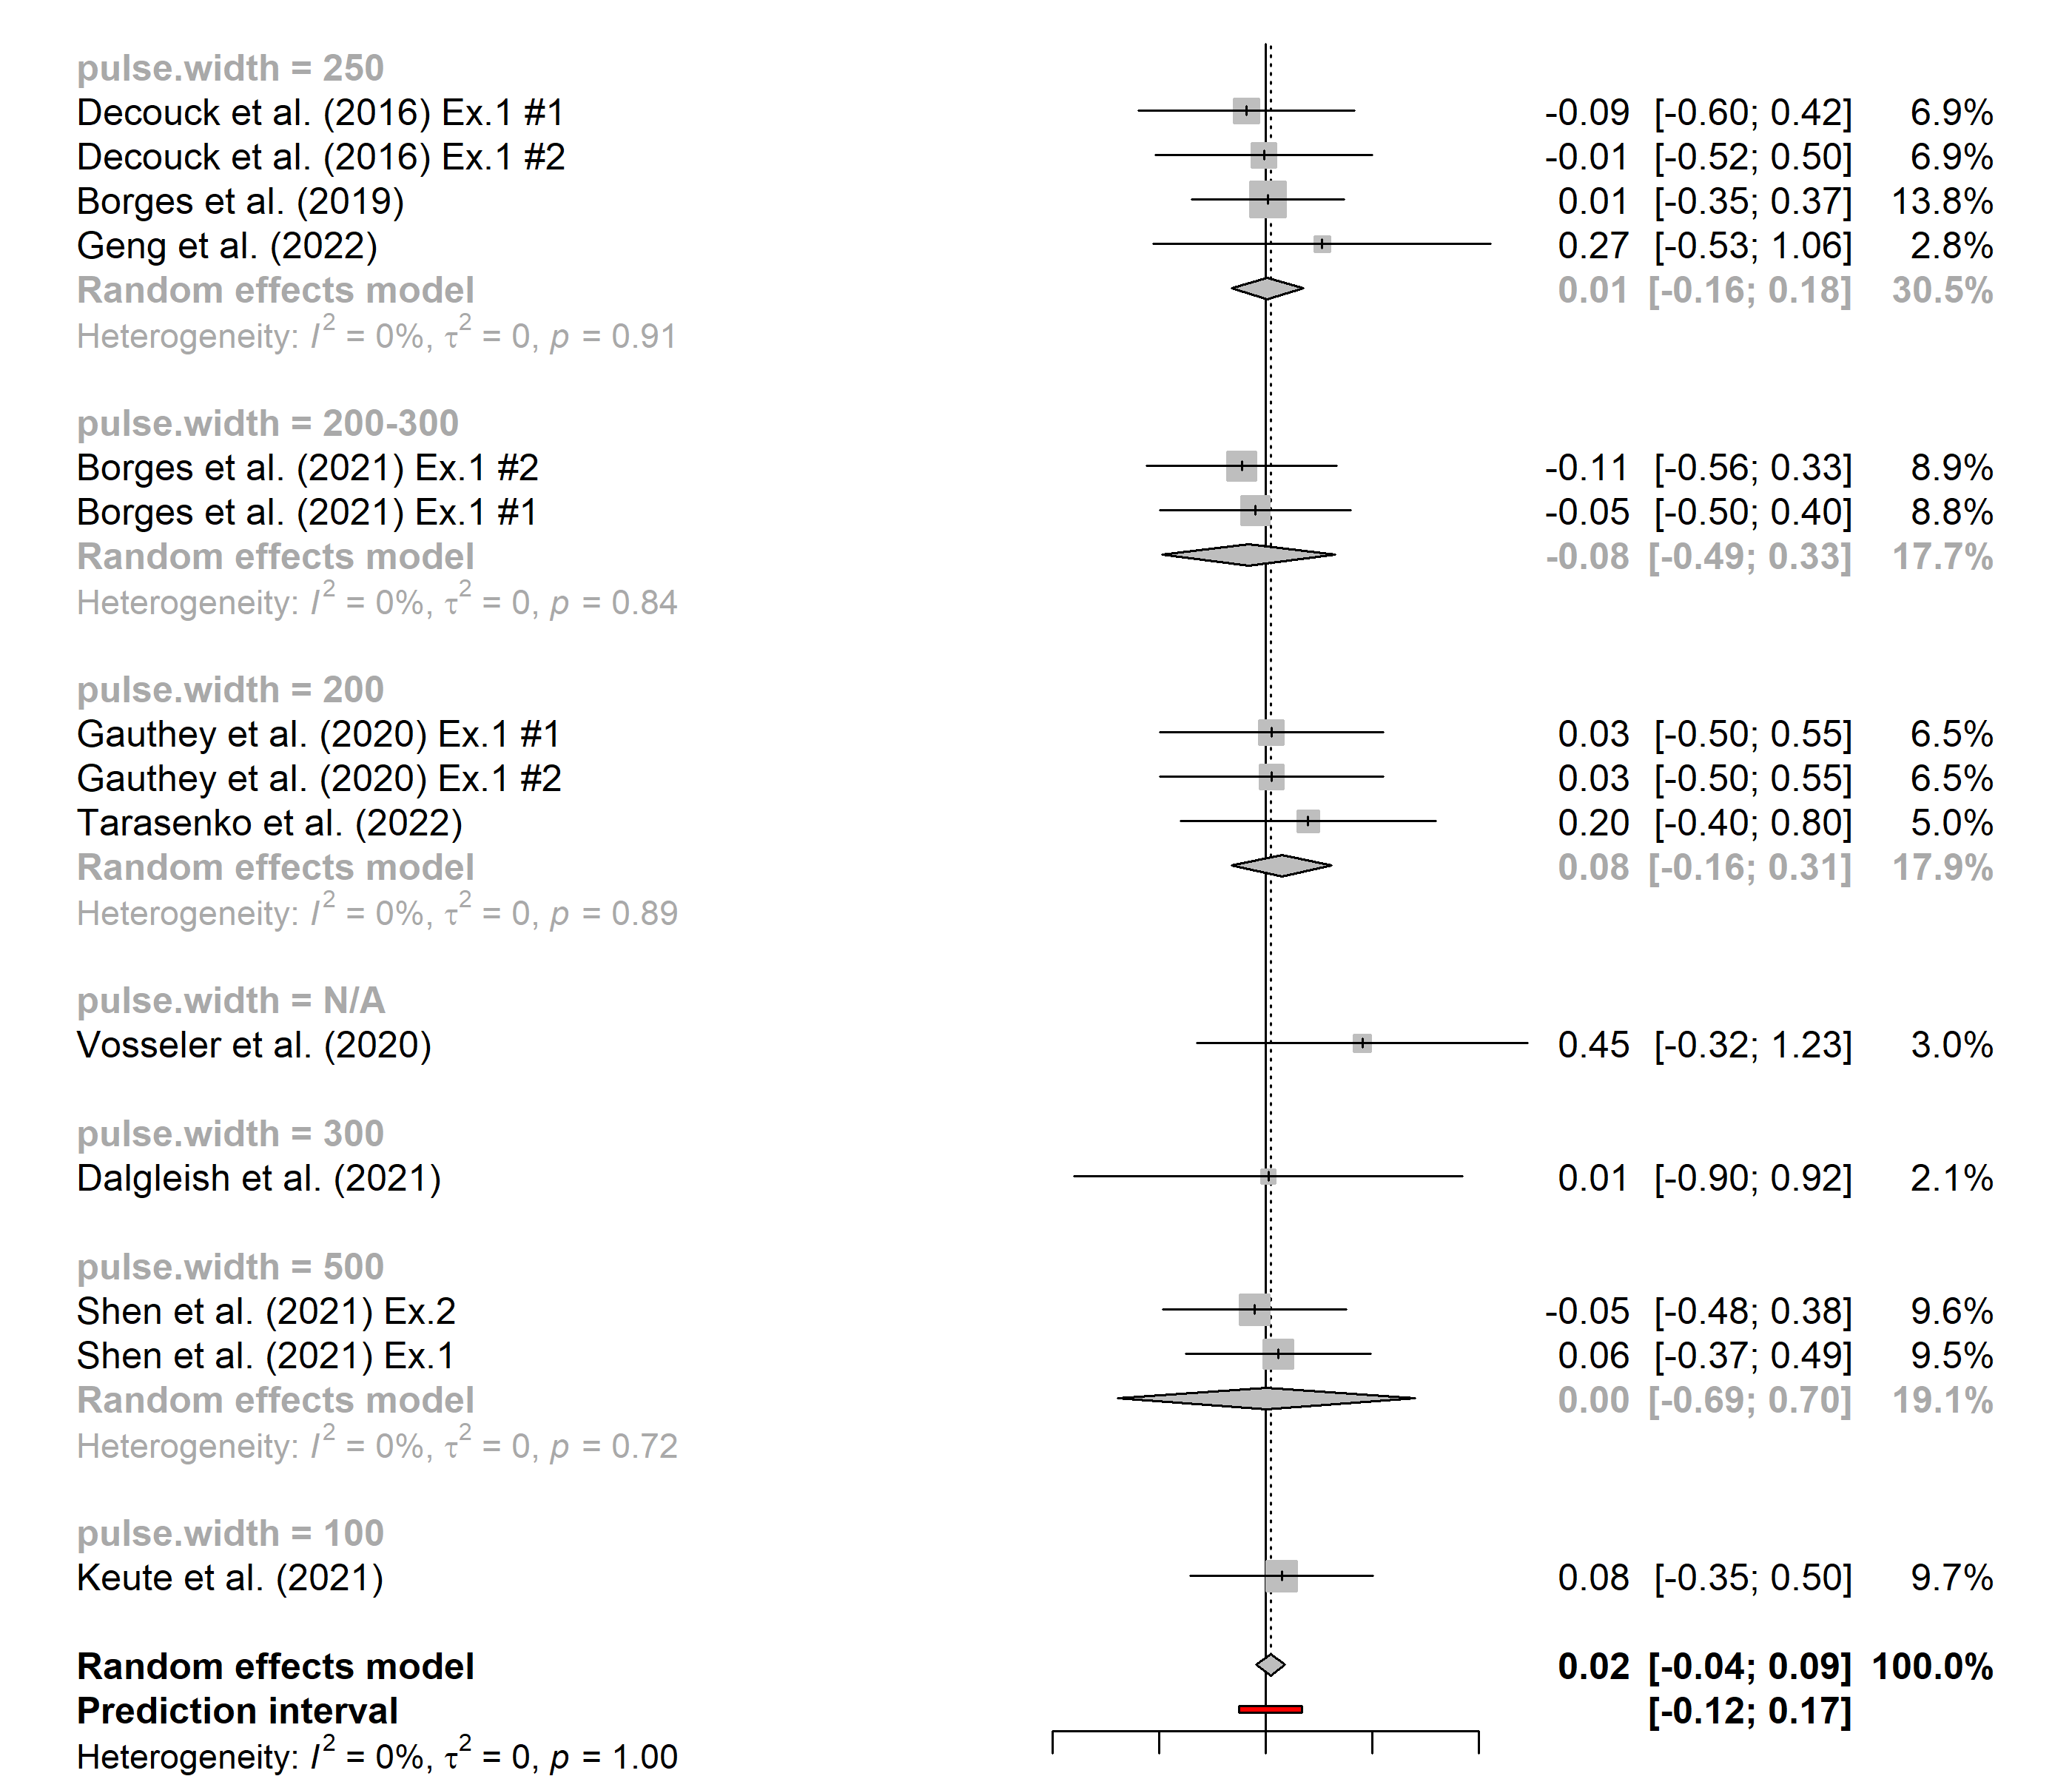 pulse.width = 250
Decouck et al. (2016) Ex.1 #1 -0.09 [-0.60; 0.42] 6.9%
Decouck et al. (2016) Ex.1 #2 -0.01 [-0.52; 0.50] 6.9%
Borges et al. (2019) 0.01 [-0.35; 0.37] 13.8%
Geng et al. (2022) 0.27 [-0.53; 1.06] 2.8%
Random effects model 0.01 [-0.16; 0.18] 30.5%
Heterogeneity: I² = 0%, τ² = 0, p = 0.91
pulse.width = 200-300
Borges et al. (2021) Ex.1 #2 -0.11 [-0.56; 0.33] 8.9%
Borges et al. (2021) Ex.1 #1 -0.05 [-0.50; 0.40] 8.8%
Random effects model -0.08 [-0.49; 0.33] 17.7%
Heterogeneity: I² = 0%, τ² = 0, p = 0.84
pulse.width = 200
Gauthey et al. (2020) Ex.1 #1 0.03 [-0.50; 0.55] 6.5%
Gauthey et al. (2020) Ex.1 #2 0.03 [-0.50; 0.55] 6.5%
Tarasenko et al. (2022) 0.20 [-0.40; 0.80] 5.0%
Random effects model 0.08 [-0.16; 0.31] 17.9%
Heterogeneity: I² = 0%, τ² = 0, p = 0.89
pulse.width = N/A
Vosseler et al. (2020) 0.45 [-0.32; 1.23] 3.0%
pulse.width = 300
Dalgleish et al. (2021) 0.01 [-0.90; 0.92] 2.1%
pulse.width = 500
Shen et al. (2021) Ex.2 -0.05 [-0.48; 0.38] 9.6%
Shen et al. (2021) Ex.1 0.06 [-0.37; 0.49] 9.5%
Random effects model 0.00 [-0.69; 0.70] 19.1%
Heterogeneity: I² = 0%, τ² = 0, p = 0.72
pulse.width = 100
Keute et al. (2021) 0.08 [-0.35; 0.50] 9.7%
Random effects model 0.02 [-0.04; 0.09] 100.0%
Prediction interval [-0.12; 0.17]
Heterogeneity: I² = 0%, τ² = 0, p = 1.00